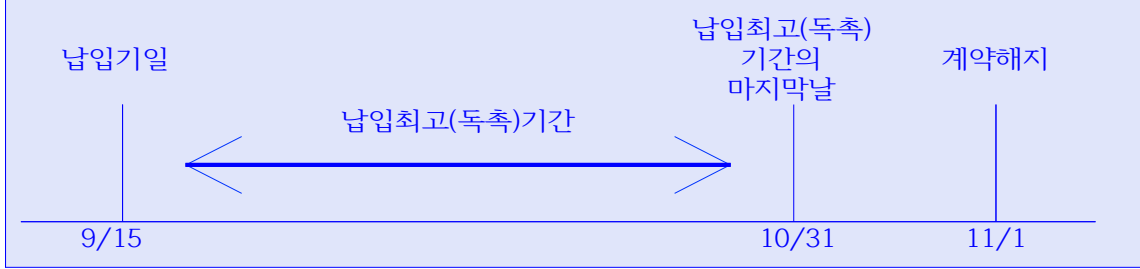 납입기일
납입최고(독촉)
기간의
마지막날
계약해지
납입최고(독촉)기간
9/15
10/31
11/1